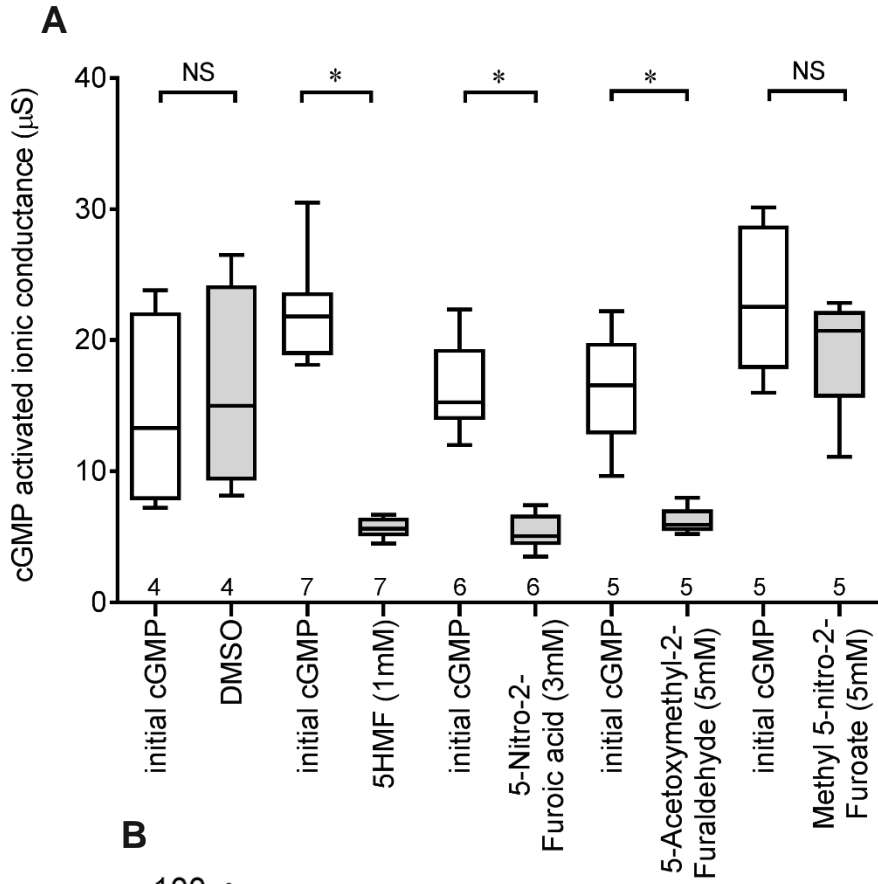 A
cGMP activated ionic conductance (µS)
NS
*
*
*
NS
40
30
20
10
0
4
4
7
7
6
6
5
5
5
5
initial cGMP
DMSO
initial cGMP
5HMF (1mM)
initial cGMP
5-Nitro-2-
Furoic acid (3mM)
initial cGMP
5-Acetoxymethyl-2-
Furaldehyde (5mM)
initial cGMP
Methyl 5-nitro-2-
Furoate (5mM)
B